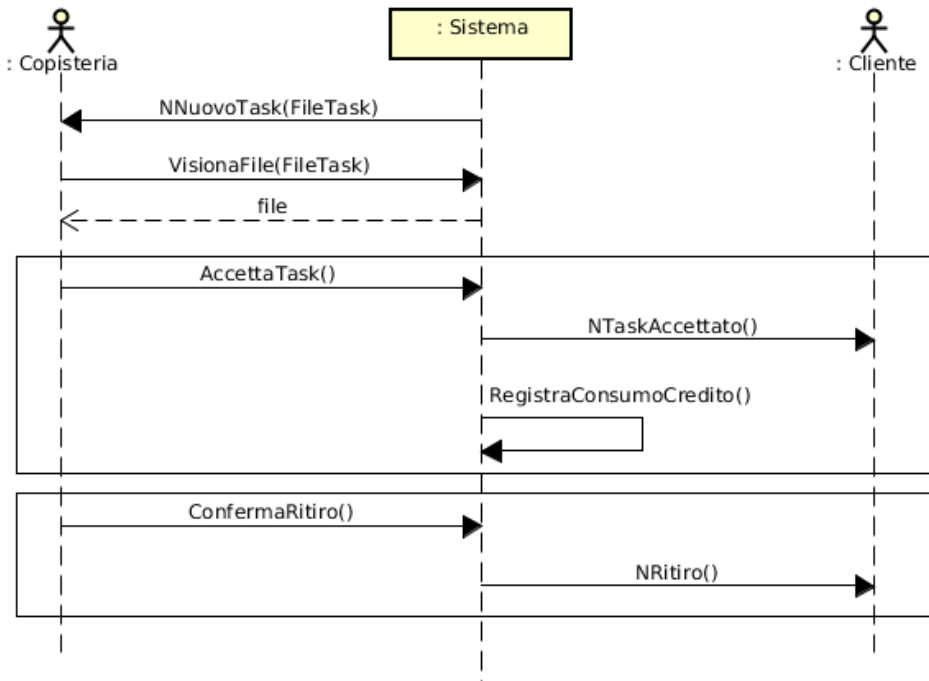 : Copisteria
: Sistema
: Cliente
NNuovoTask(FileTask)
VisionaFile(FileTask)
file
AccettaTask()
NTaskAccettato()
RegistraConsumoCredito()
ConfermaRitiro()
NRitiro()